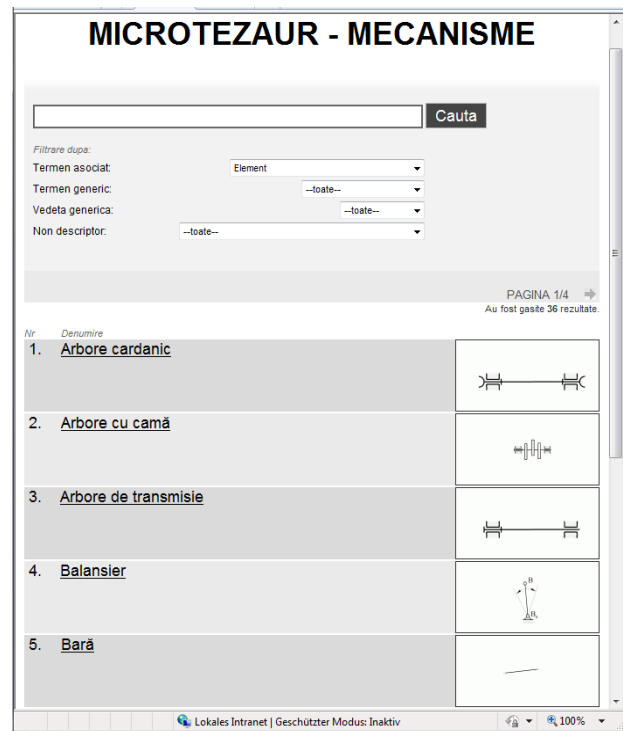 MICROTEZAUR - MECANISME
Cauta
Filtrare dupa:
Termen asociat: Element
Termen generic: --toate--
Vedeta generica: --toate--
Non descriptor: --toate--
PAGINA 1/4
Au fost gasite 36 rezultate.
Nr Denumire
1. Arbore cardanic
2. Arbore cu camă
3. Arbore de transmisie
4. Balansier
B
B₀
5. Bară
Lokales Intranet | Geschützter Modus: Inaktiv 100%